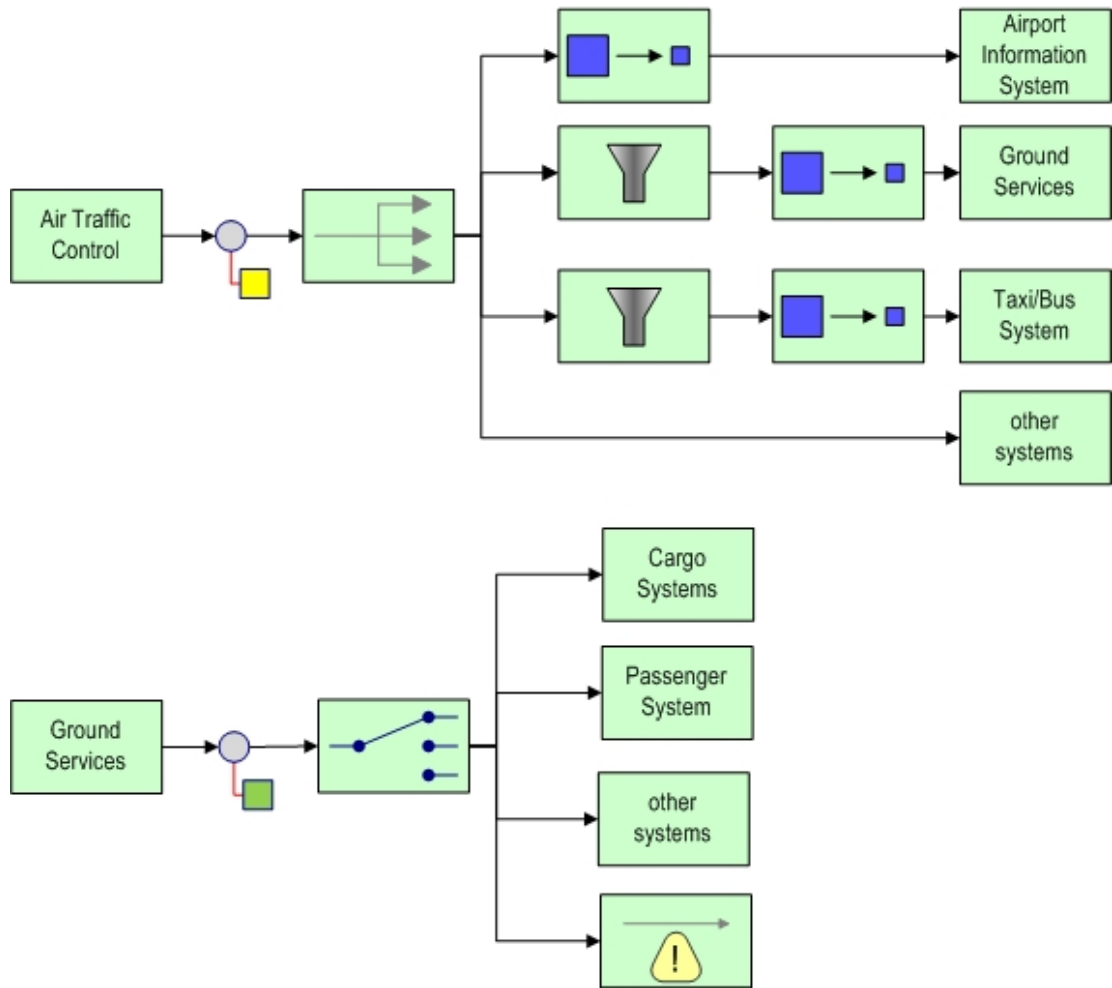 Airport
Information
System
Ground
Services
Air Traffic
Control
Taxi/Bus
System
other
systems
Cargo
Systems
Passenger
System
Ground
Services
other
systems
!